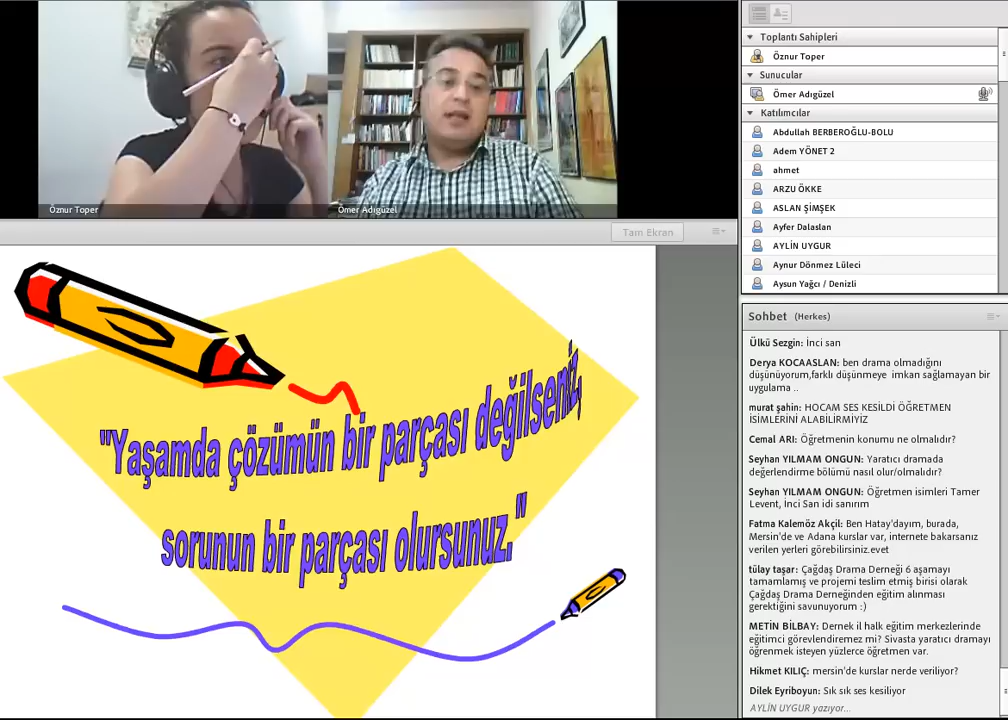 Öznur Toper
Ömer Adıgüzel
Tam Ekran
"Yaşamda çözümün bir parçası değilseniz,
sorunun bir parçası olursunuz."
Toplantı Sahipleri
Öznur Toper
Sunucular
Ömer Adıgüzel
Katılımcılar
Abdullah BERBEROĞLU-BOLU
Adem YÖNET 2
ahmet
ARZU ÖKKE
ASLAN ŞİMŞEK
Ayfer Dalaslan
AYLİN UYGUR
Aynur Dönmez Lüleci
Aysun Yağcı / Denizli
Sohbet (Herkes)
Ülkü Sezgin: İnci san
Derya KOCAASLAN: ben drama olmadığını
düşünüyorum,farklı düşünmeye imkan sağlamayan bir
uygulama ..
murat şahin: HOCAM SES KESİLDİ ÖĞRETMEN
İSİMLERİNİ ALABİLİRMİYİZ
Cemal ARI: Öğretmenin konumu ne olmalıdır?
Seyhan YILMAM ONGUN: Yaratıcı dramada
değerlendirme bölümü nasıl olur/olmalıdır?
Seyhan YILMAM ONGUN: Öğretmen isimleri Tamer
Levent, İnci San idi sanırım
Fatma Kalemöz Akçil: Ben Hatay'dayım, burada,
Mersin'de ve Adana kurslar var, internete bakarsanız
verilen yerleri görebilirsiniz.evet
tülay taşar: Çağdaş Drama Derneği 6 aşamayı
tamamlamış ve projemi teslim etmiş birisi olarak
Çağdaş Drama Derneğinden eğitim alınması
gerektiğini savunuyorum :)
METİN BİLBAY: Dernek il halk eğitim merkezlerinde
eğitimci görevlendiremez mi? Sivasta yaratıcı dramayı
öğrenmek isteyen yüzlerce öğretmen var.
Hikmet KILIÇ: mersin'de kurslar nerde veriliyor?
Dilek Eyriboyun: Sık sık ses kesiliyor
AYLİN UYGUR yazıyor...